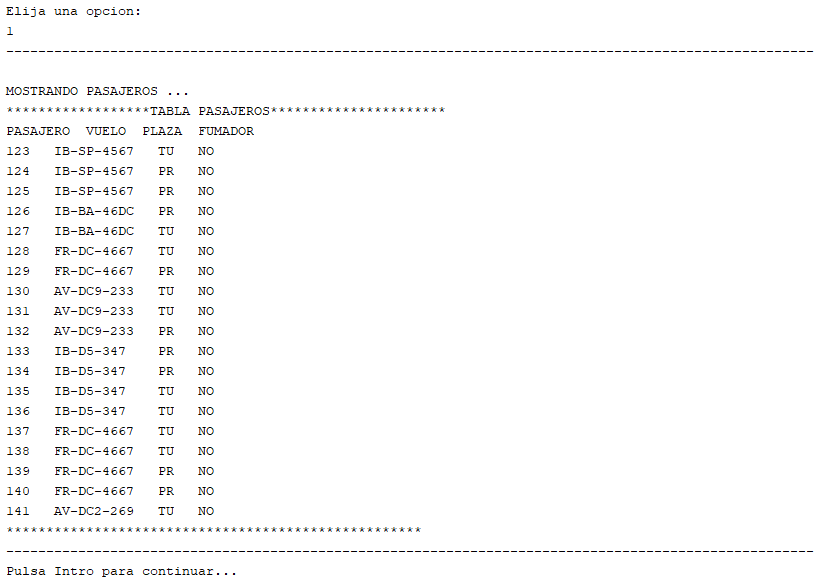 Elija una opcion:
1
-----------------------------------------------------------------------------------------------------
MOSTRANDO PASAJEROS ...
******************TABLA PASAJEROS**********************
PASAJERO  VUELO  PLAZA  FUMADOR
123   IB-SP-4567   TU   NO
124   IB-SP-4567   PR   NO
125   IB-SP-4567   PR   NO
126   IB-BA-46DC   PR   NO
127   IB-BA-46DC   TU   NO
128   FR-DC-4667   TU   NO
129   FR-DC-4667   PR   NO
130   AV-DC9-233   TU   NO
131   AV-DC9-233   TU   NO
132   AV-DC9-233   PR   NO
133   IB-D5-347    PR   NO
134   IB-D5-347    PR   NO
135   IB-D5-347    TU   NO
136   IB-D5-347    TU   NO
137   FR-DC-4667   TU   NO
138   FR-DC-4667   TU   NO
139   FR-DC-4667   PR   NO
140   FR-DC-4667   PR   NO
141   AV-DC2-269   TU   NO
****************************************************
-----------------------------------------------------------------------------------------------------
Pulsa Intro para continuar...